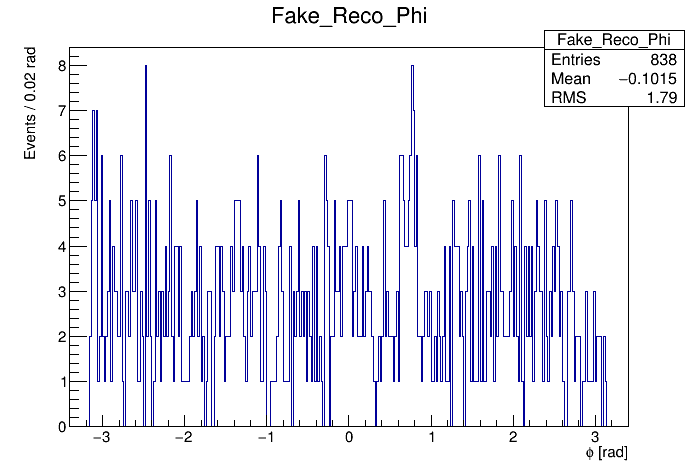 Fake_Reco_Phi
Fake_Reco_Phi
Entries 838
Mean −0.1015
RMS 1.79
Events / 0.02 rad
8
7
6
5
4
3
2
1
0
−3 −2 −1 0 1 2 3
ϕ [rad]